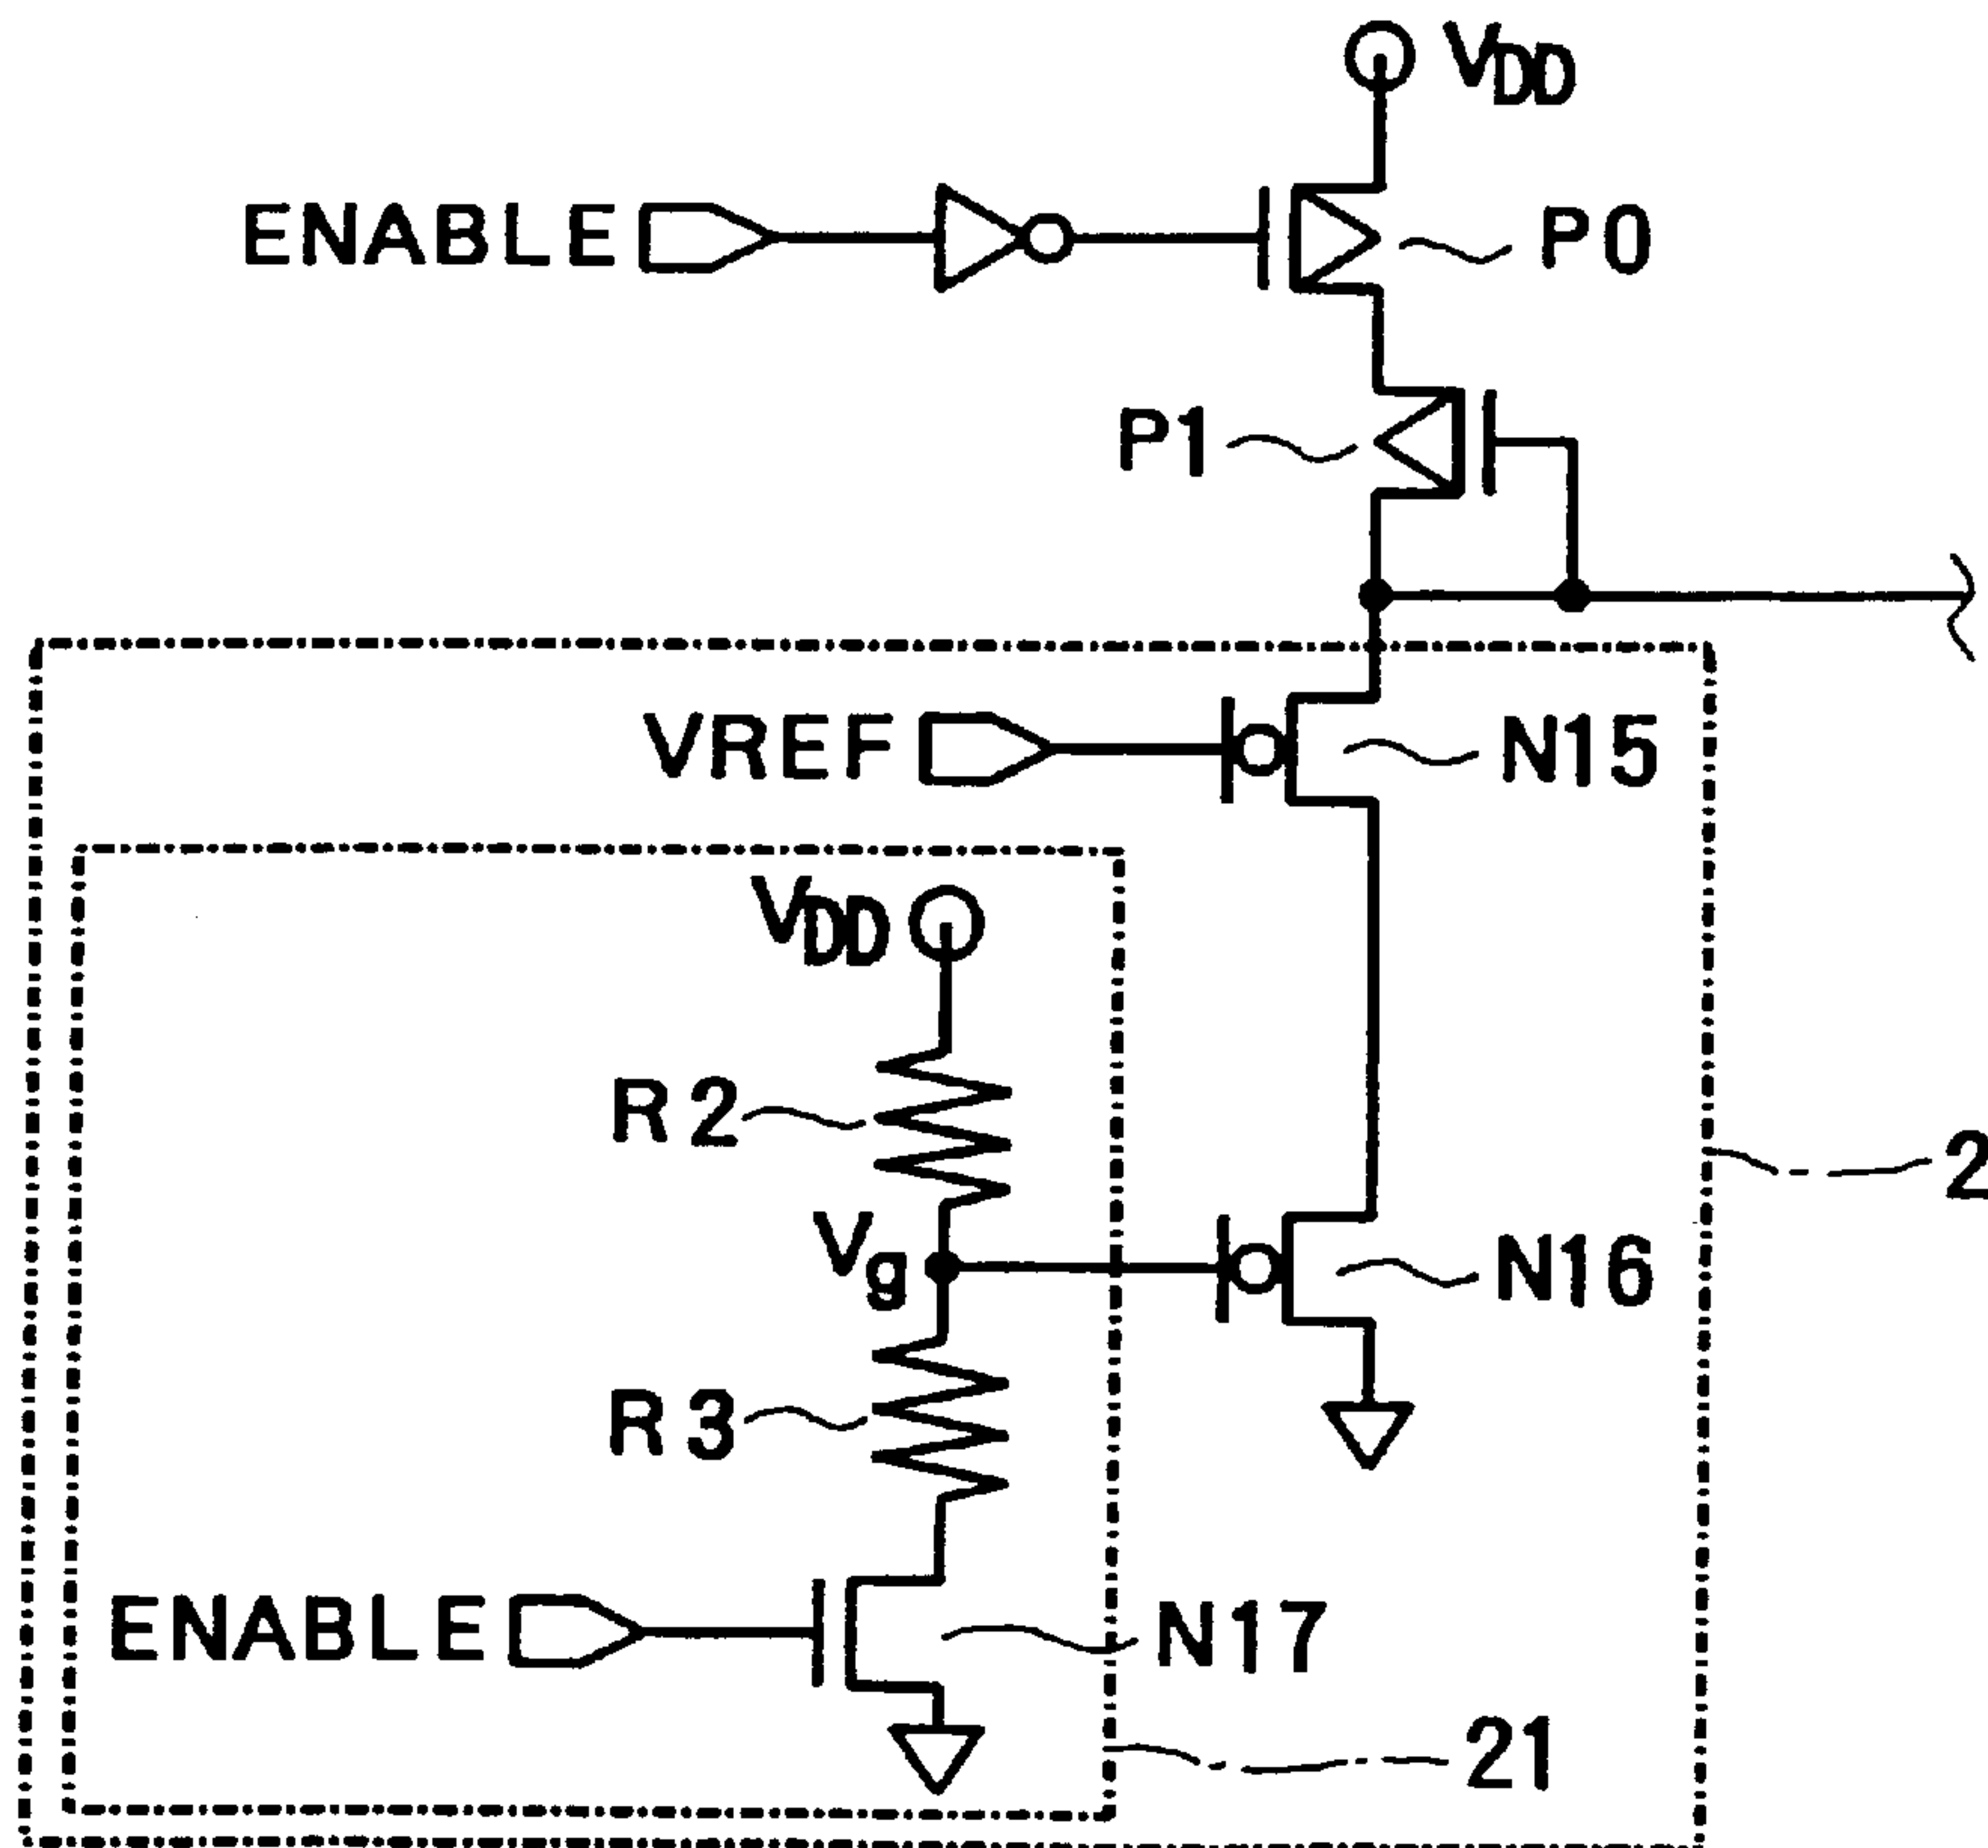 VDD
ENABLE
P0
P1
VREF
N15
VDD
R2
2
Vg
N16
R3
ENABLE
N17
21